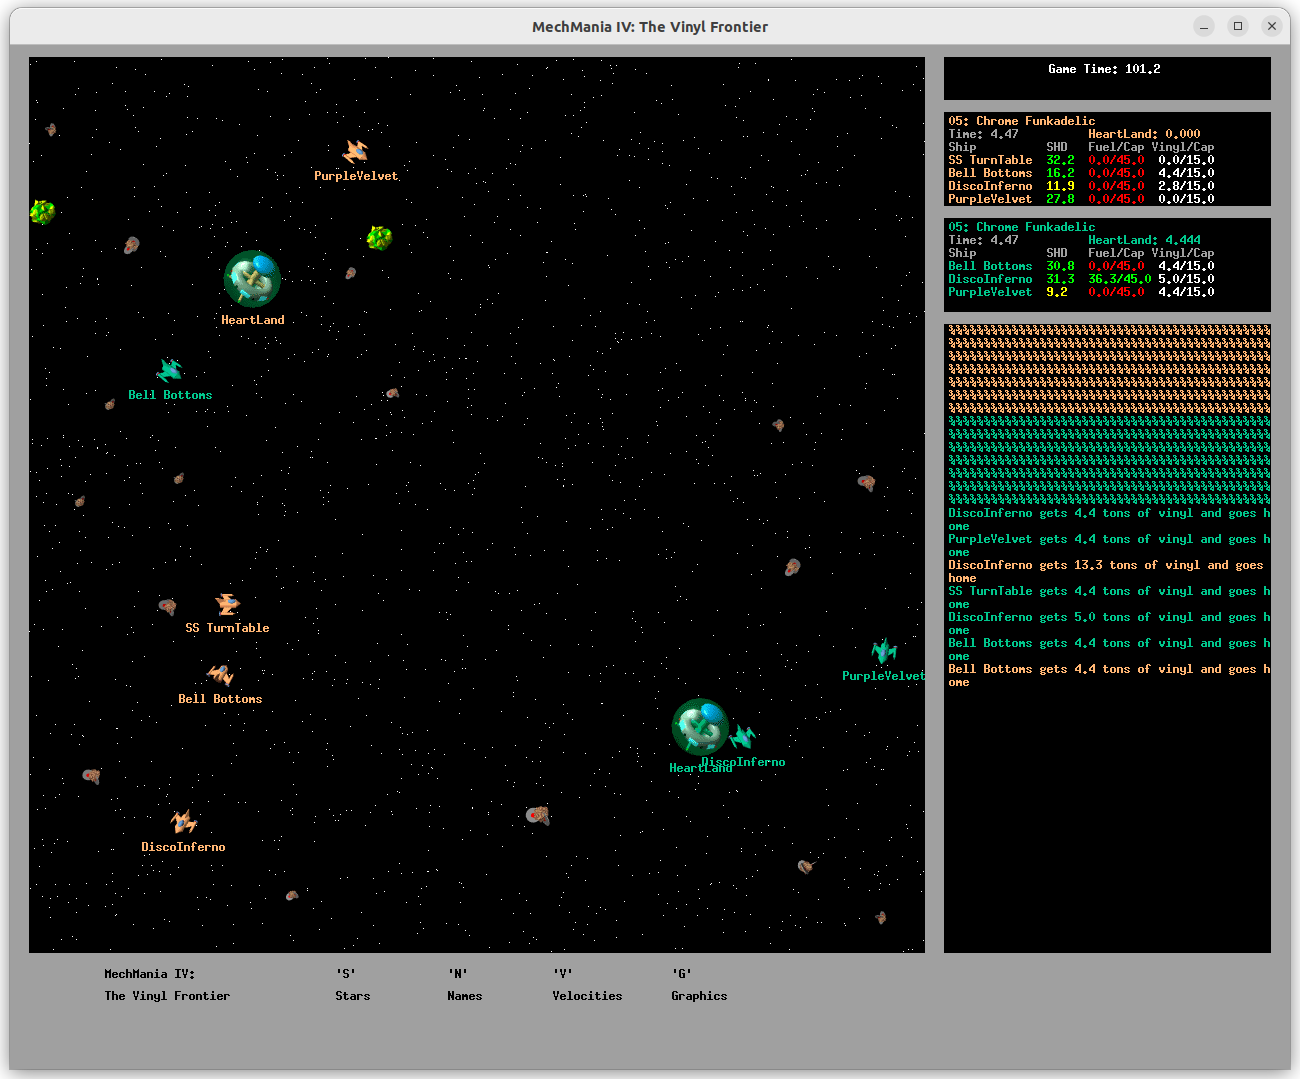 MechMania IV: The Vinyl Frontier
Game Time: 101.2
05: Chrome Funkadelic
Time: 4.47 HeartLand: 0.000
Ship SHD Fuel/Cap Vinyl/Cap
SS TurnTable 32.2 0.0/45.0 0.0/15.0
Bell Bottoms 16.2 0.0/45.0 4.4/15.0
DiscoInferno 11.9 0.0/45.0 2.8/15.0
PurpleVelvet 27.8 0.0/45.0 0.0/15.0
05: Chrome Funkadelic
Time: 4.47 HeartLand: 4.444
Ship SHD Fuel/Cap Vinyl/Cap
Bell Bottoms 30.8 0.0/45.0 4.4/15.0
DiscoInferno 31.3 36.3/45.0 5.0/15.0
PurpleVelvet 9.2 0.0/45.0 4.4/15.0
DiscoInferno gets 4.4 tons of vinyl and goes h
ome
PurpleVelvet gets 4.4 tons of vinyl and goes h
ome
DiscoInferno gets 13.3 tons of vinyl and goes
home
SS TurnTable gets 4.4 tons of vinyl and goes h
ome
DiscoInferno gets 5.0 tons of vinyl and goes h
ome
Bell Bottoms gets 4.4 tons of vinyl and goes h
ome
Bell Bottoms gets 4.4 tons of vinyl and goes h
ome
PurpleVelvet
HeartLand
Bell Bottoms
SS TurnTable
Bell Bottoms
PurpleVelvet
DiscoInferno
HeartLand
DiscoInferno
MechMania IV: 'S' 'N' 'V' 'G'
The Vinyl Frontier Stars Names Velocities Graphics